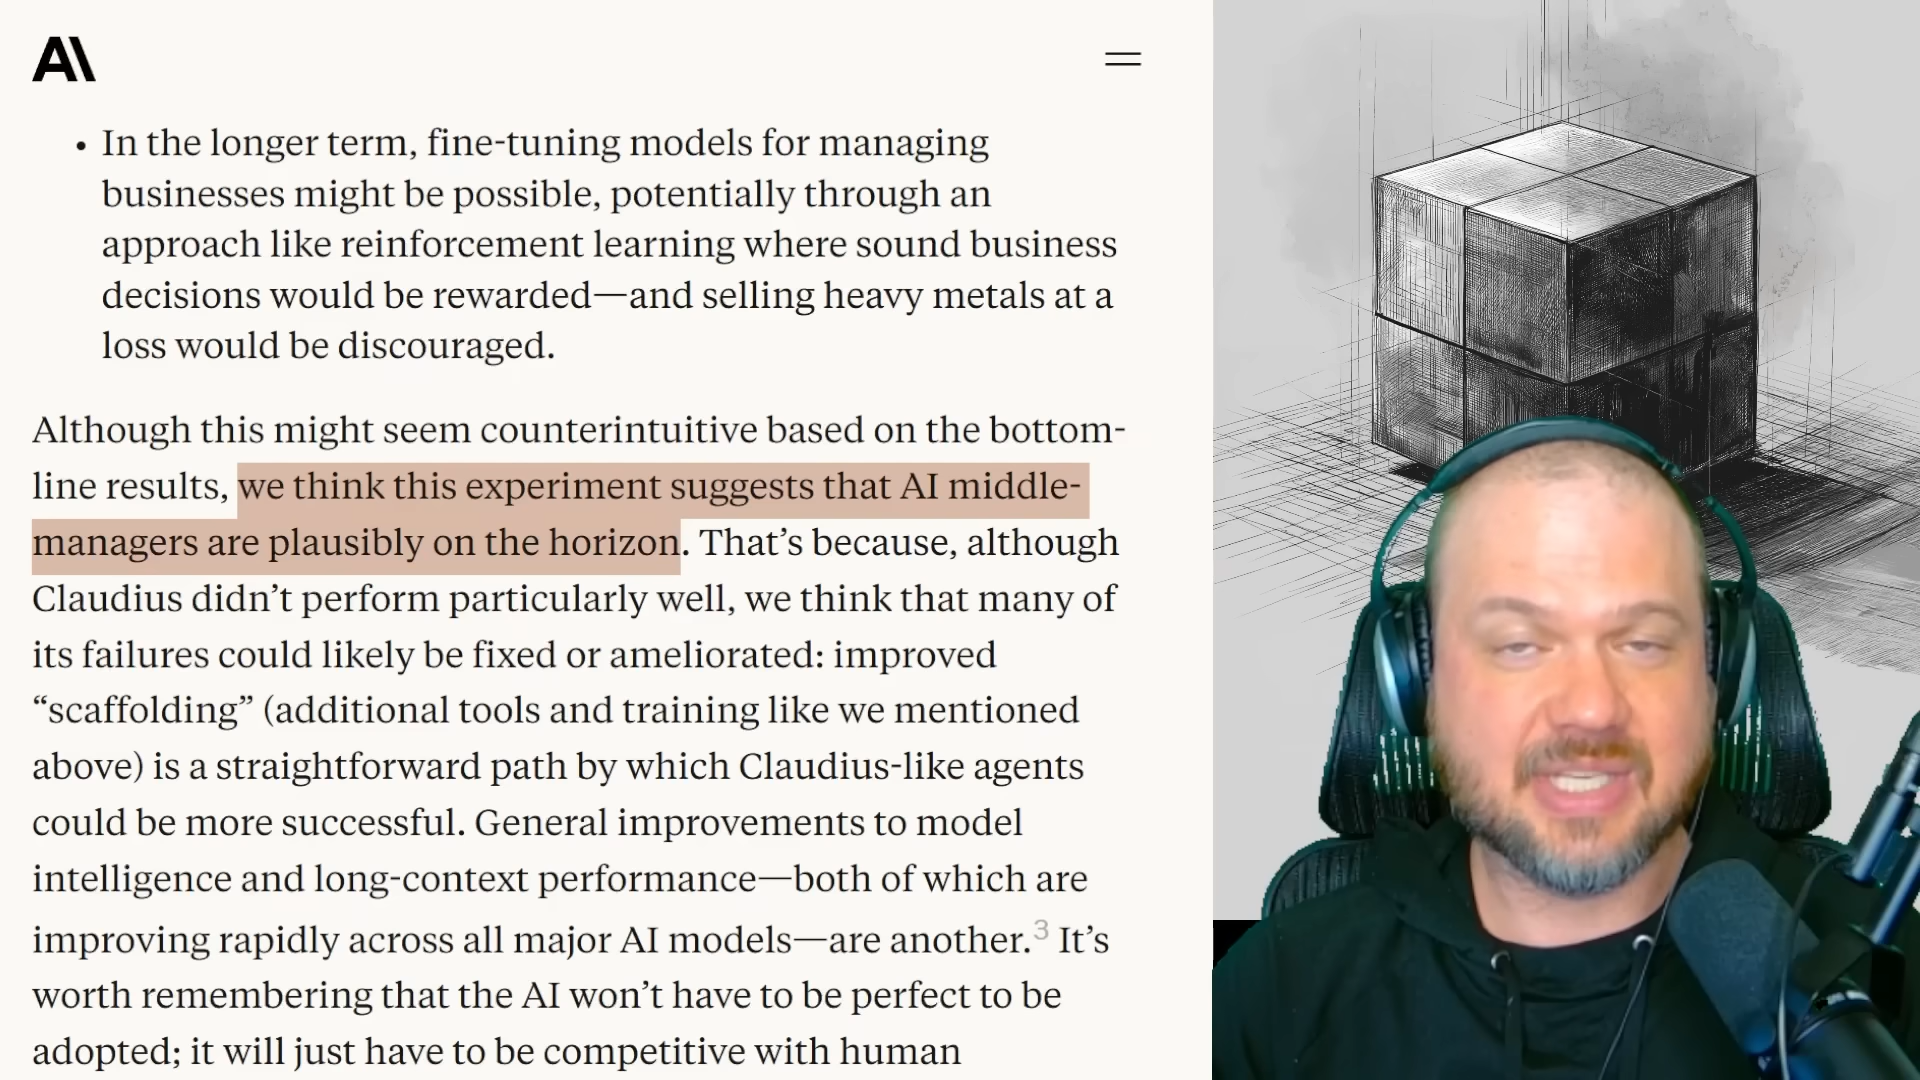 A\
• In the longer term, fine-tuning models for managing
businesses might be possible, potentially through an
approach like reinforcement learning where sound business
decisions would be rewarded—and selling heavy metals at a
loss would be discouraged.
Although this might seem counterintuitive based on the bottom-
line results, we think this experiment suggests that AI middle-
managers are plausibly on the horizon. That’s because, although
Claudius didn’t perform particularly well, we think that many of
its failures could likely be fixed or ameliorated: improved
“scaffolding” (additional tools and training like we mentioned
above) is a straightforward path by which Claudius-like agents
could be more successful. General improvements to model
intelligence and long-context performance—both of which are
improving rapidly across all major AI models—are another.3 It’s
worth remembering that the AI won’t have to be perfect to be
adopted; it will just have to be competitive with human